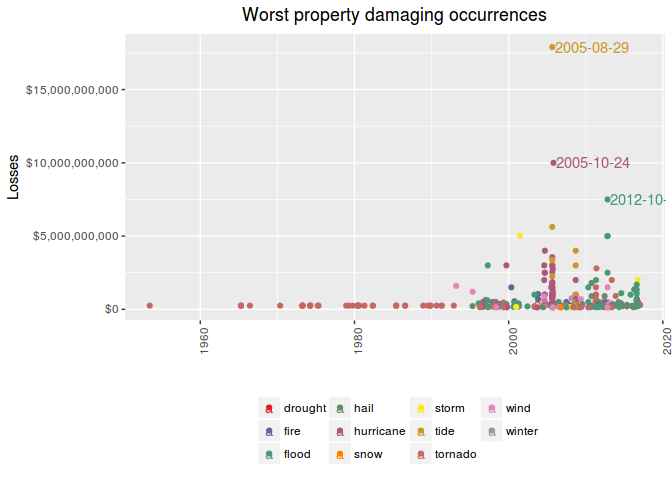 Worst property damaging occurrences
Losses
$15,000,000,000
$10,000,000,000
$5,000,000,000
$0
2005-08-29
2005-10-24
2012-10-
1960
1980
2000
2020
drought
hail
storm
wind
fire
hurricane
tide
winter
flood
snow
tornado